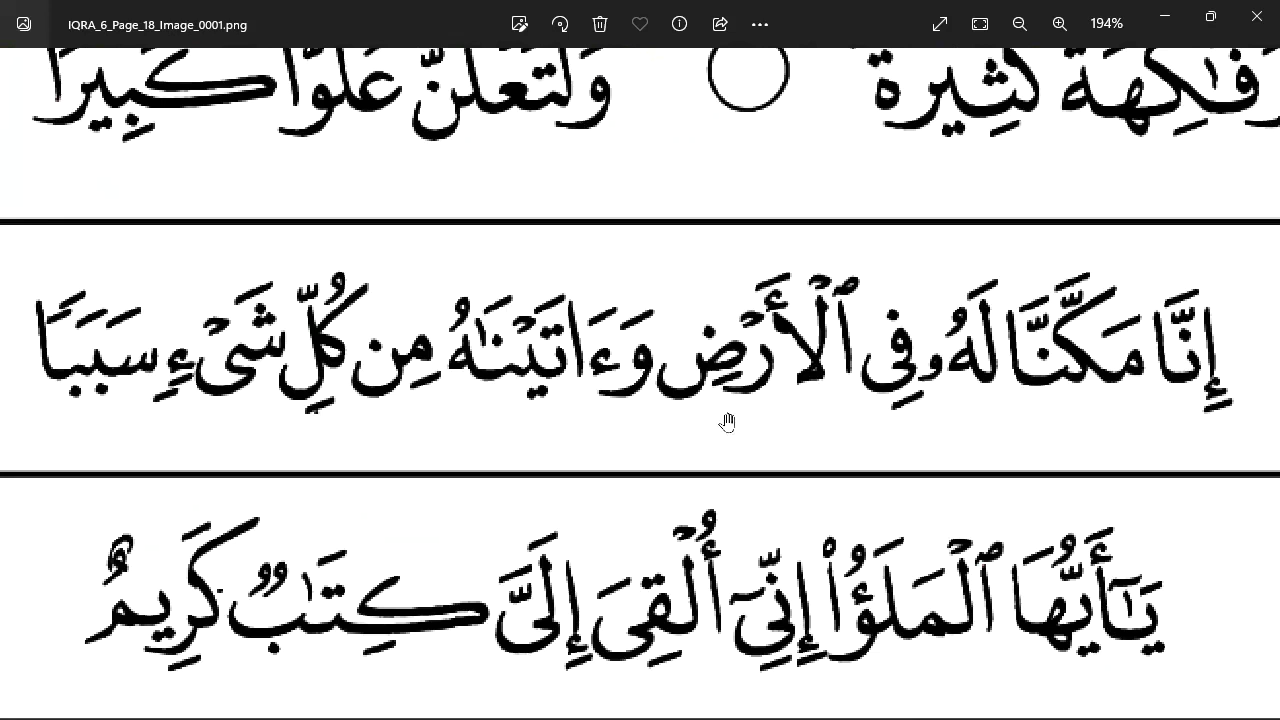 IQRA_6_Page_18_Image_0001.png
194%
وَفَٰكِهَةٍ كَثِيرَةٍ
وَلَتَعْلُنَّ عُلُوًّا كَبِيرًا
إِنَّا مَكَّنَّا لَهُۥ فِى ٱلْأَرْضِ وَءَاتَيْنَٰهُ مِن كُلِّ شَىْءٍ سَبَبًا
يَٰٓأَيُّهَا ٱلْمَلَؤُا۟ إِنِّىٓ أُلْقِىَ إِلَىَّ كِتَٰبٌ كَرِيمٌ